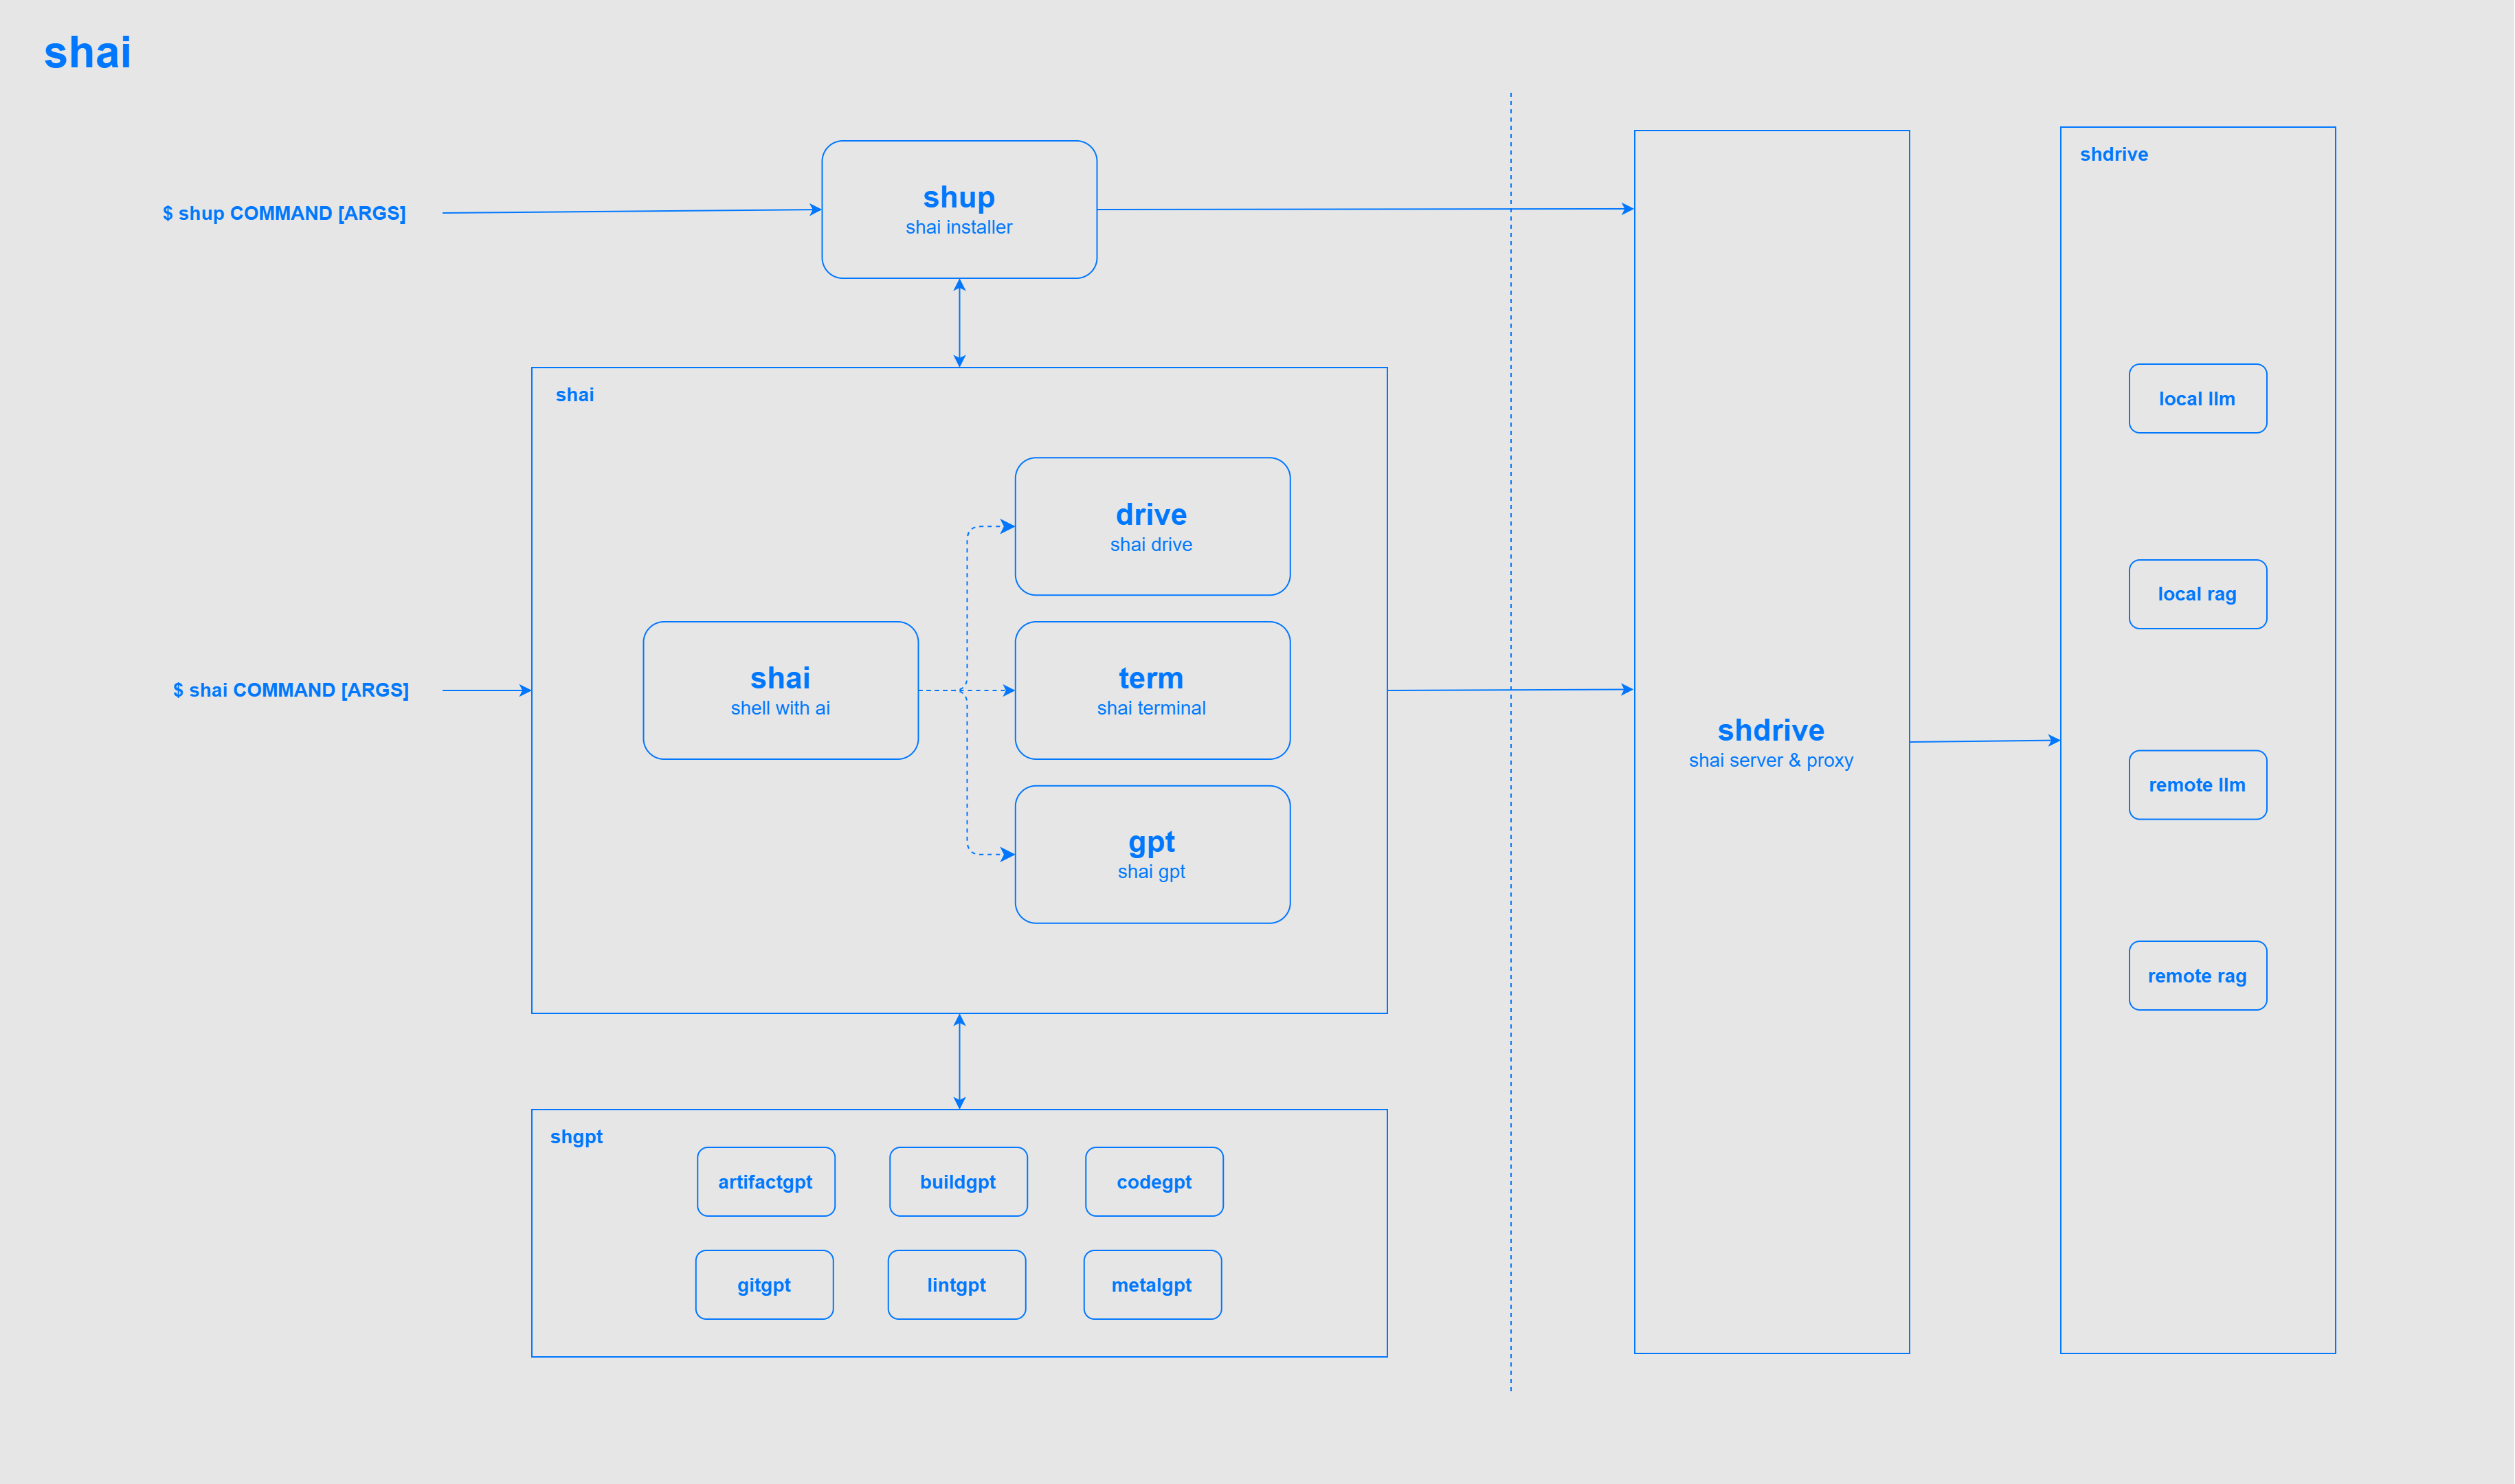 shai
$ shup COMMAND [ARGS]
shup
shai installer
shai
$ shai COMMAND [ARGS]
shai
shell with ai
drive
shai drive
term
shai terminal
gpt
shai gpt
shgpt
artifactgpt
buildgpt
codegpt
gitgpt
lintgpt
metalgpt
shdrive
shai server & proxy
shdrive
local llm
local rag
remote llm
remote rag